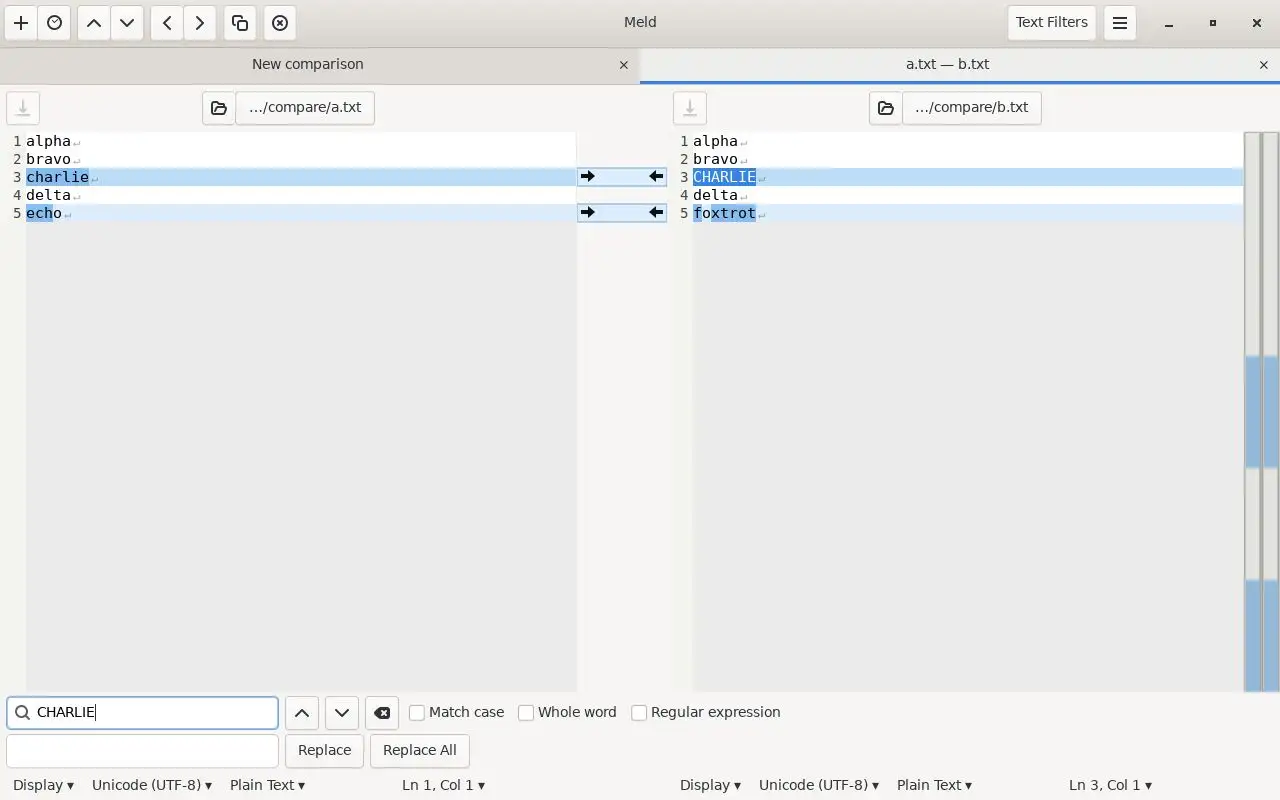 Meld
Text Filters
New comparison
a.txt — b.txt
.../compare/a.txt
.../compare/b.txt
1 alpha
2 bravo
3 charlie
4 delta
5 echo
1 alpha
2 bravo
3 CHARLIE
4 delta
5 foxtrot
CHARLIE
Match case
Whole word
Regular expression
Replace
Replace All
Display
Unicode (UTF-8)
Plain Text
Ln 1, Col 1
Display
Unicode (UTF-8)
Plain Text
Ln 3, Col 1